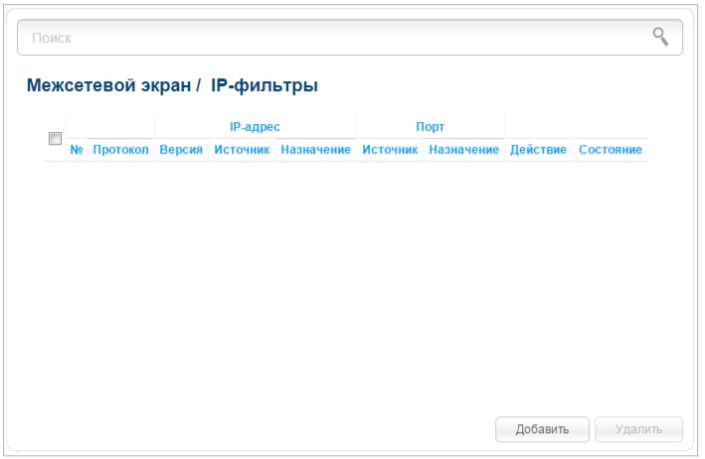 Поиск
Межсетевой экран / IP-фильтры
IP-адрес Порт
№ Протокол Версия Источник Назначение Источник Назначение Действие Состояние
Добавить Удалить